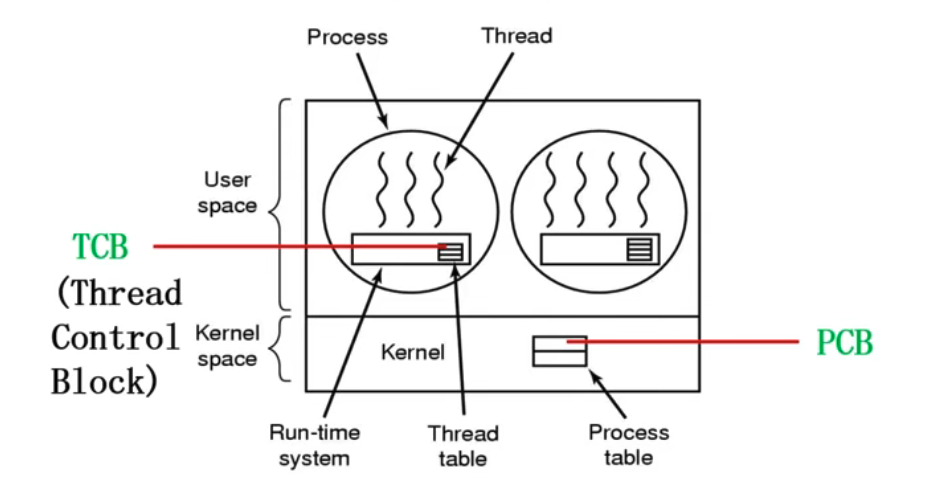 Process
Thread
User
space
TCB
(Thread
Control
Block)
Kernel
space
Kernel
PCB
Run-time
system
Thread
table
Process
table